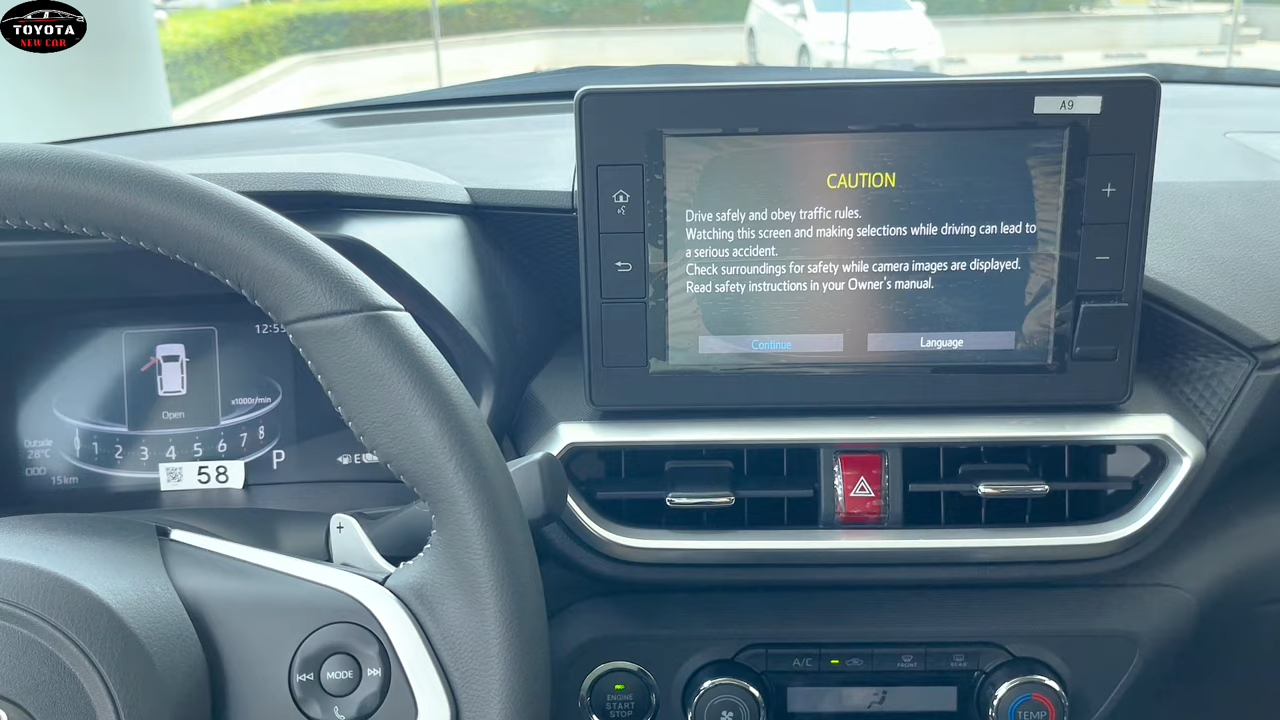 TOYOTA
NEW CAR
A9
CAUTION
Drive safely and obey traffic rules.
Watching this screen and making selections while driving can lead to
a serious accident.
Check surroundings for safety while camera images are displayed.
Read safety instructions in your Owner's manual.
Continue
Language
12:55
Open
x1000r/min
1 2 3 4 5 6 7 8
Outside
28°C
ODO
15km
P
E
58
+
MODE
A/C
FRONT
REAR
ENGINE
START
STOP
TEMP